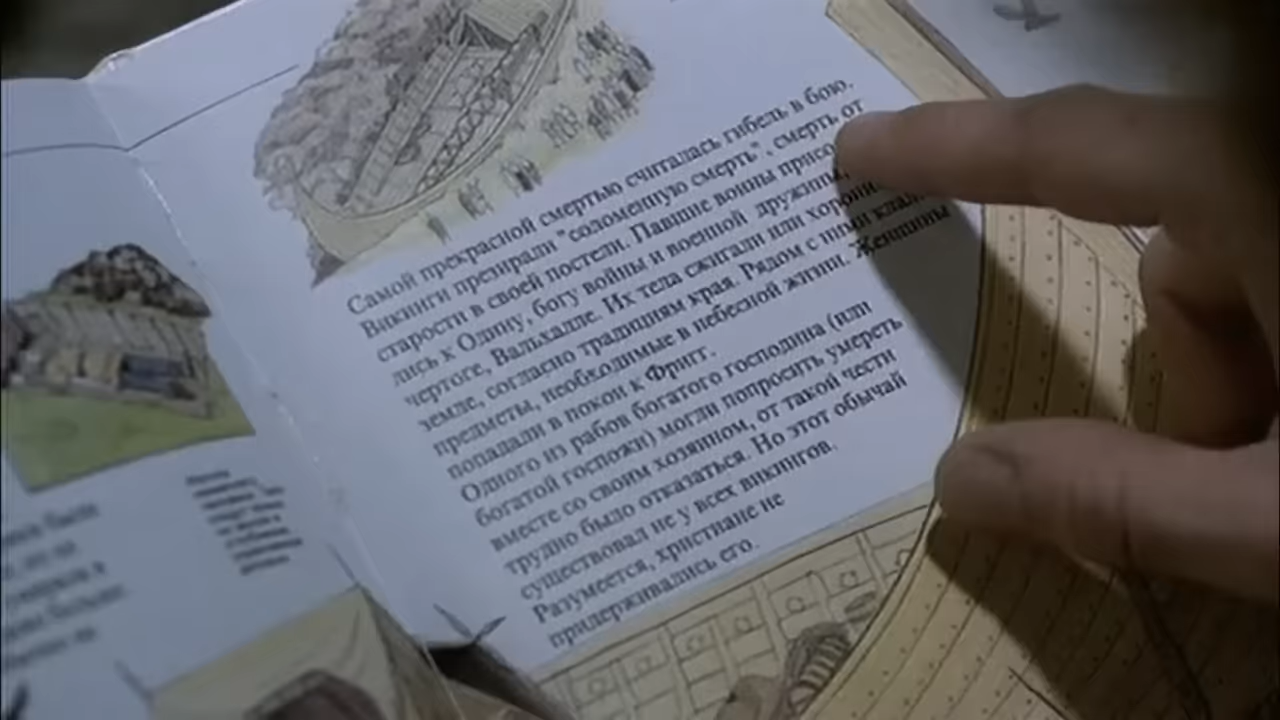 Самой прекрасной смертью считалась гибель в бою.
Викинги презирали "соломенную смерть", смерть от
старости в своей постели. Павшие воины присо
лись к Одину, богу войны и военной дружины,
чертоге, Вальхалле. Их тела сжигали или хорони
земле, согласно традициям края. Рядом с ними клали
предметы, необходимые в небесной жизни. Женщины
попадали в покои к Фригг.
Одного из рабов богатого господина (или
богатой госпожи) могли попросить умереть
вместе со своим хозяином, от такой чести
трудно было отказаться. Но этот обычай
существовал не у всех викингов.
Разумеется, христиане не
придерживались его.